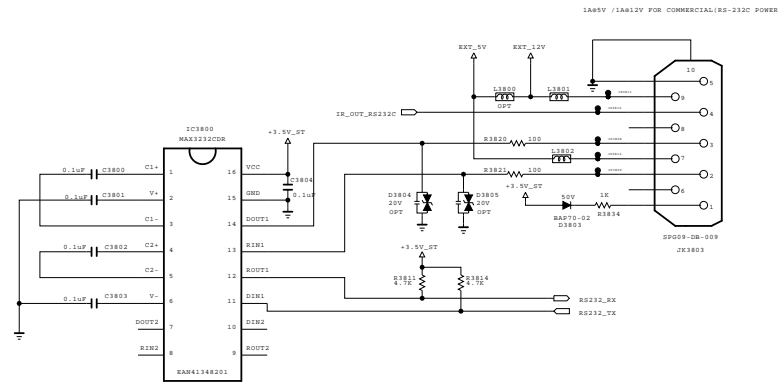 1A@5V /1A@12V FOR COMMERCIAL(RS-232C POWER
EXT_5V
EXT_12V
L3800
OPT
L3801
IR_OUT_RS232C
10
5
9
4
8
3
7
2
6
1
SPG09-DB-009
JK3803
IC3800
MAX3232CDR
+3.5V_ST
R3820 100
L3802
R3821 100
0.1uF C3800
C1+ 1
16 VCC
C3804
0.1uF
0.1uF C3801
V+ 2
15 GND
C1- 3
14 DOUT1
0.1uF C3802
C2+ 4
13 RIN1
C2- 5
12 ROUT1
0.1uF C3803
V- 6
11 DIN1
DOUT2 7
10 DIN2
RIN2 8
9 ROUT2
EAN41348201
D3804
20V
OPT
D3805
20V
OPT
+3.5V_ST
50V
BAP70-02
D3803
1K
R3834
+3.5V_ST
R3811
4.7K
R3814
4.7K
RS232_RX
RS232_TX